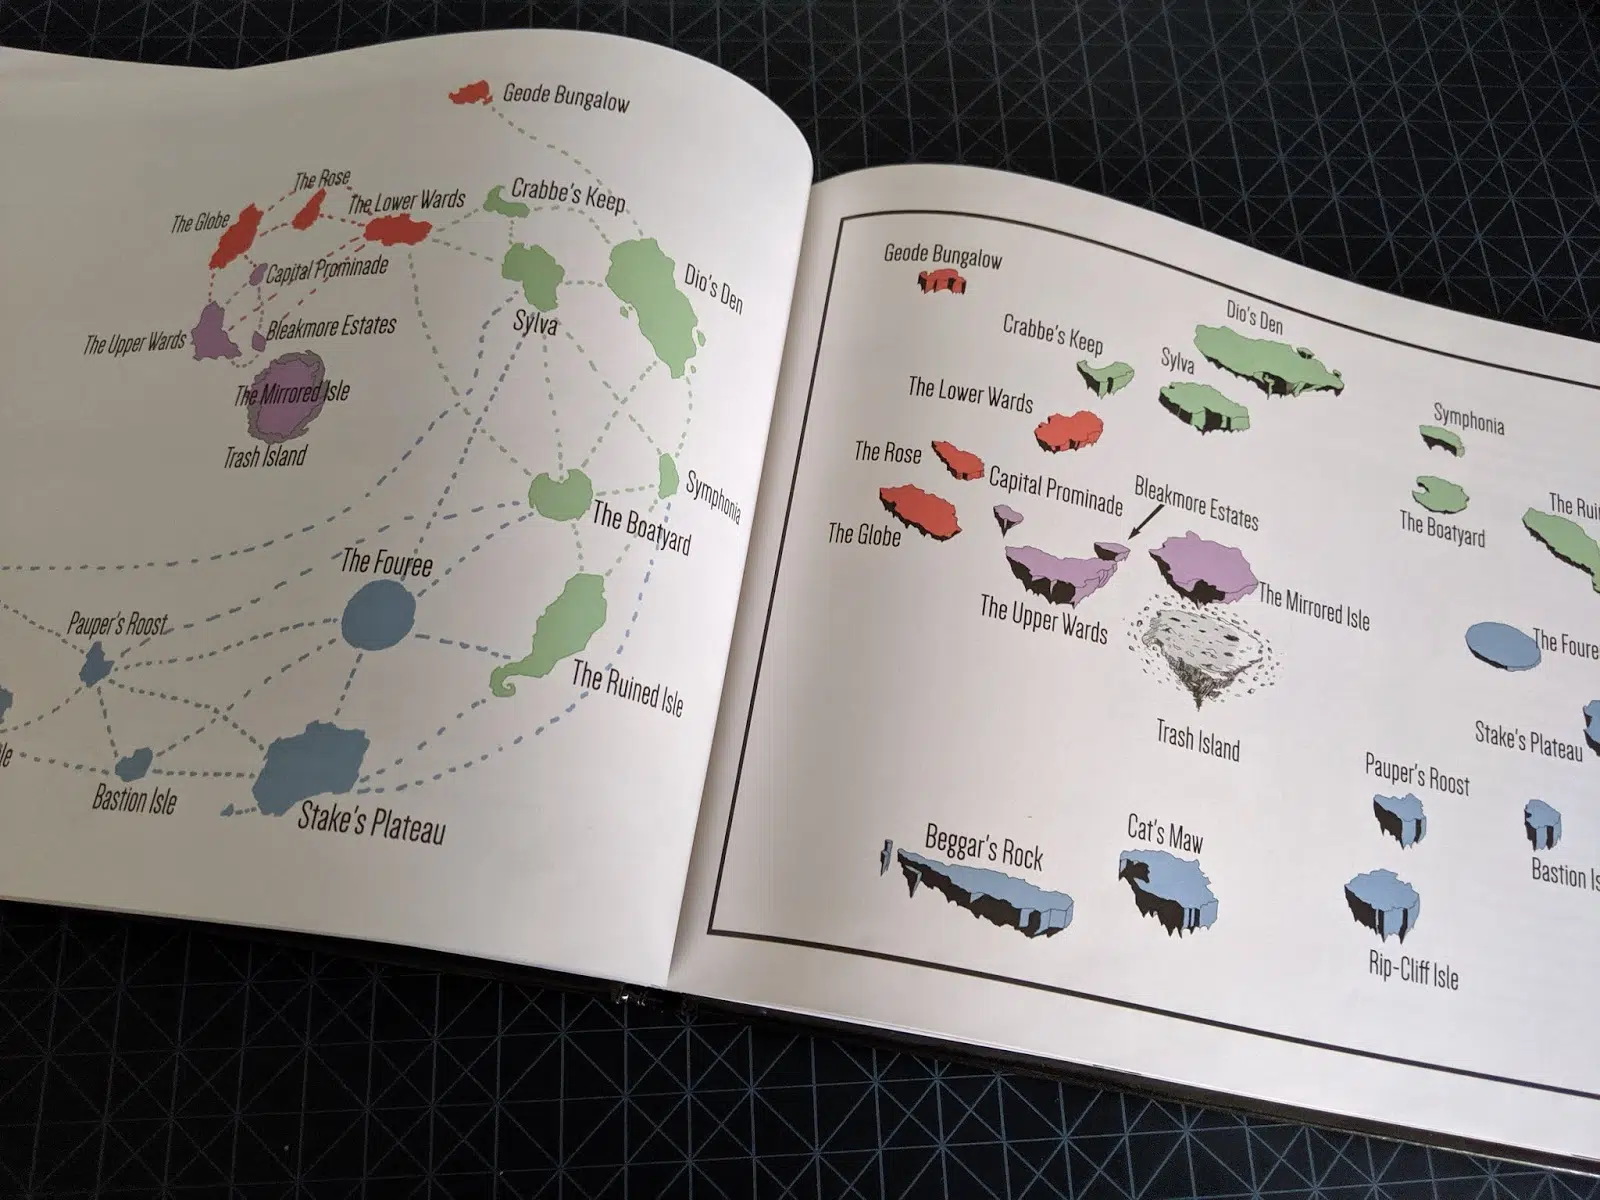 Geode Bungalow
The Rose
The Lower Wards
Crabbe's Keep
The Globe
Capital Prominade
Dio's Den
The Upper Wards
Bleakmore Estates
Sylva
The Mirrored Isle
Trash Island
Symphonia
The Boatyard
The Fouree
Pauper's Roost
The Ruined Isle
le
Bastion Isle
Stake's Plateau
Geode Bungalow
Dio's Den
Crabbe's Keep
Sylva
The Lower Wards
Symphonia
The Rose
Capital Prominade
Bleakmore Estates
The Rui
The Globe
The Boatyard
The Upper Wards
The Mirrored Isle
The Foure
Trash Island
Stake's Plateau
Pauper's Roost
Beggar's Rock
Cat's Maw
Bastion Is
Rip-Cliff Isle